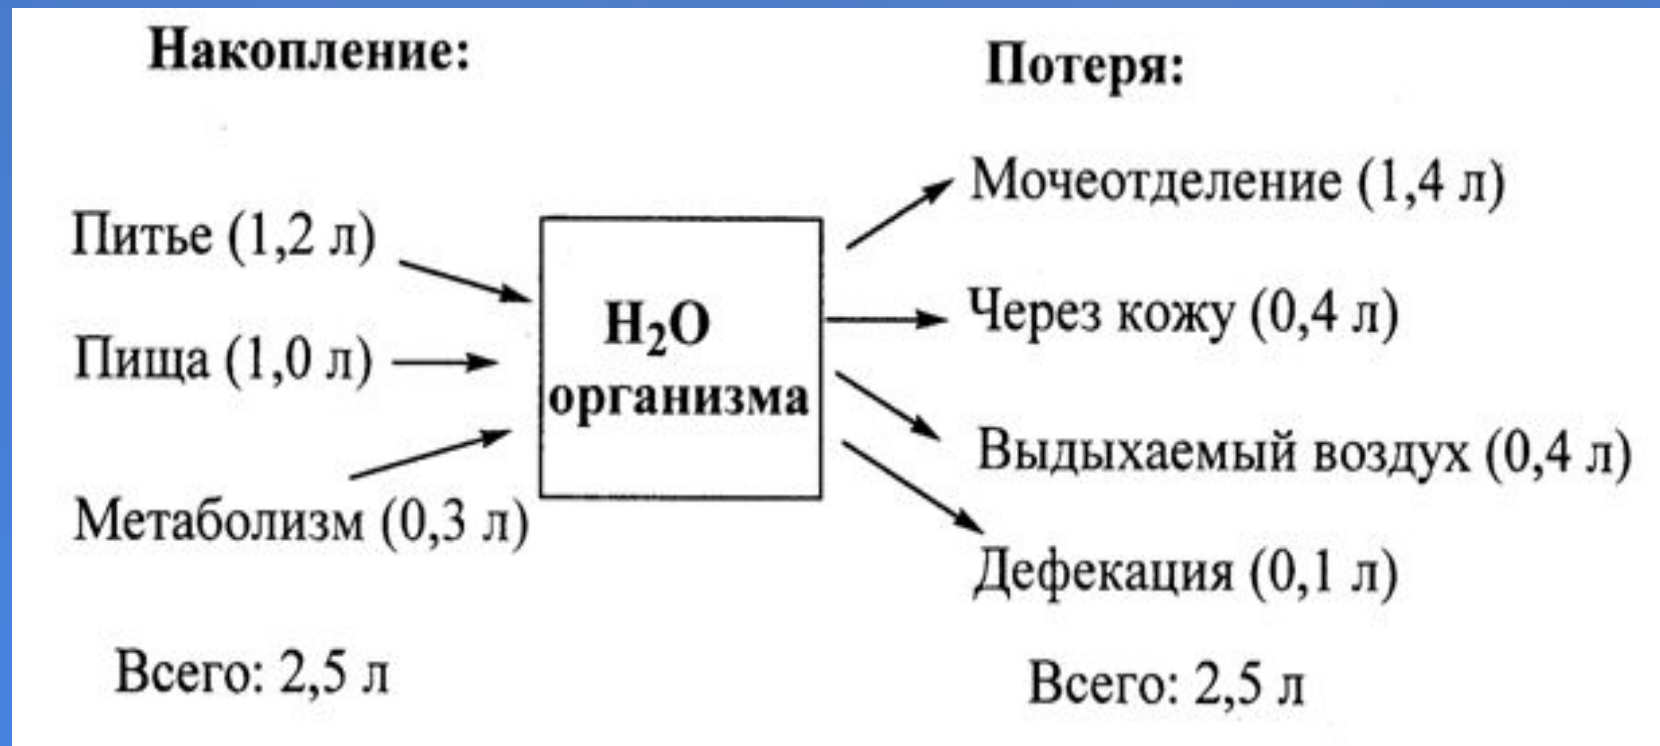 Накопление:
Питье (1,2 л)
Пища (1,0 л)
Метаболизм (0,3 л)
Всего: 2,5 л
H₂O
организма
Потеря:
Мочеотделение (1,4 л)
Через кожу (0,4 л)
Выдыхаемый воздух (0,4 л)
Дефекация (0,1 л)
Всего: 2,5 л